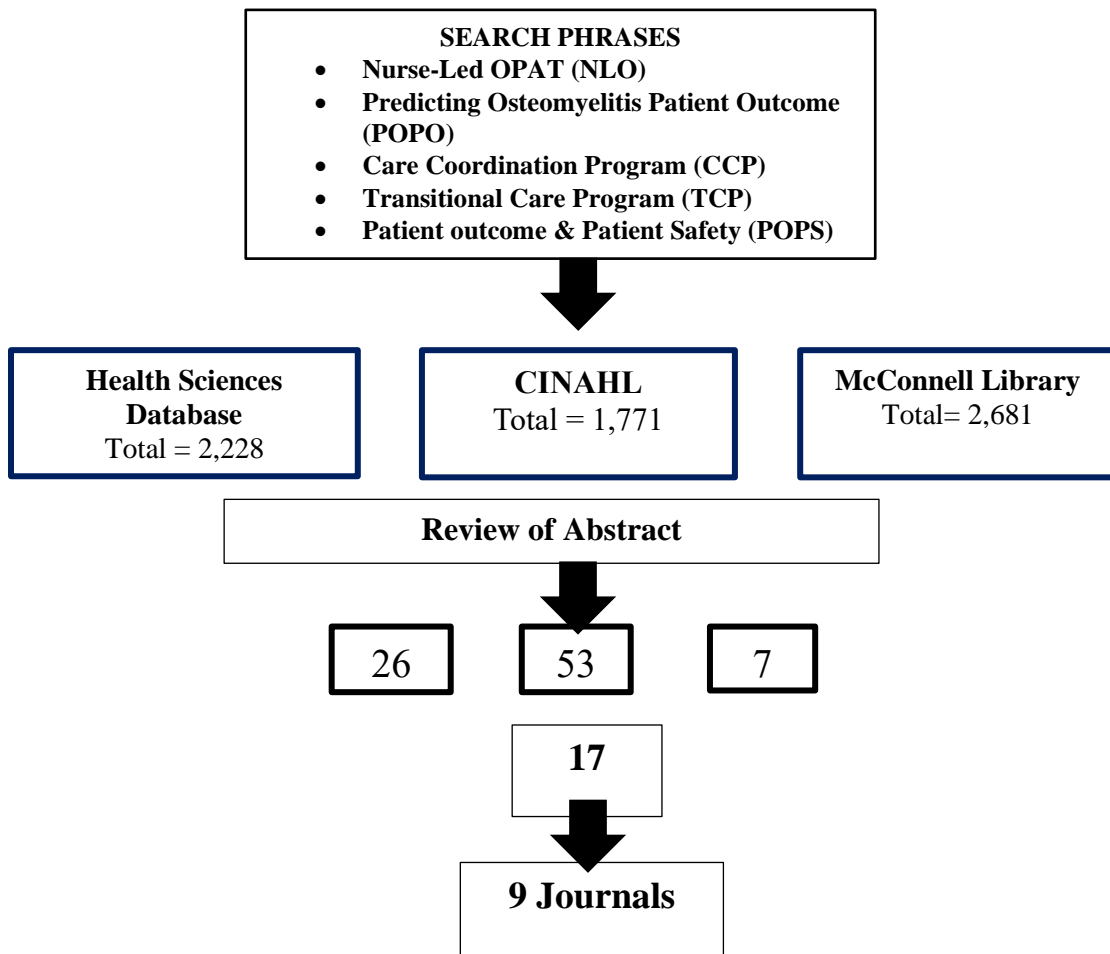 SEARCH PHRASES
• Nurse-Led OPAT (NLO)
• Predicting Osteomyelitis Patient Outcome
(POPO)
• Care Coordination Program (CCP)
• Transitional Care Program (TCP)
• Patient outcome & Patient Safety (POPS)
Health Sciences
Database
Total = 2,228
CINAHL
Total = 1,771
McConnell Library
Total= 2,681
Review of Abstract
26
53
7
17
9 Journals